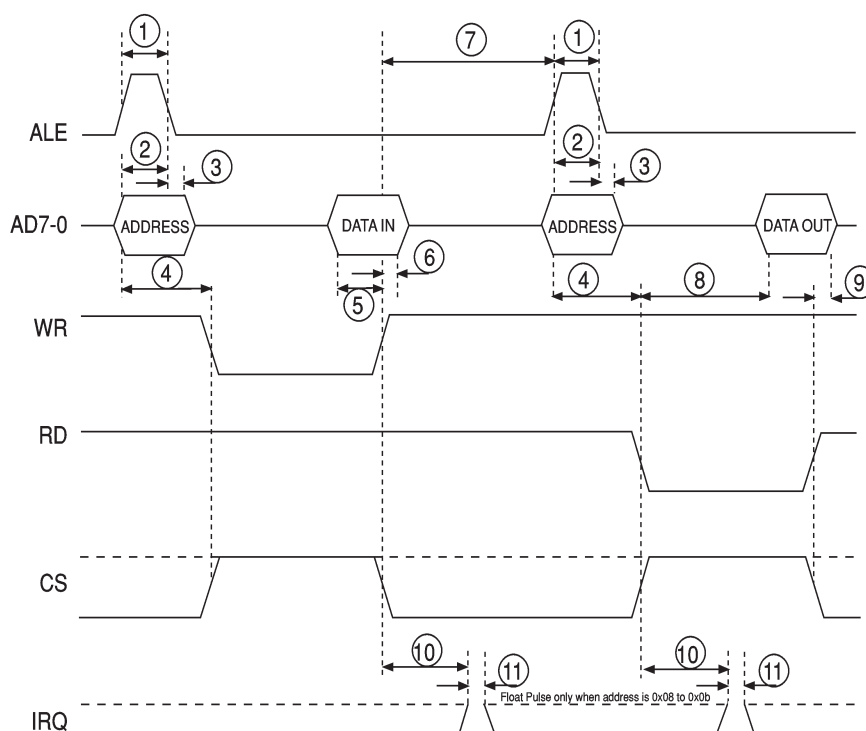 1
7
1
ALE
2
3
2
3
AD7-0
ADDRESS
DATA IN
ADDRESS
DATA OUT
4
6
5
4
8
9
WR
RD
CS
10
11
10
11
Float Pulse only when address is 0x08 to 0x0b
IRQ